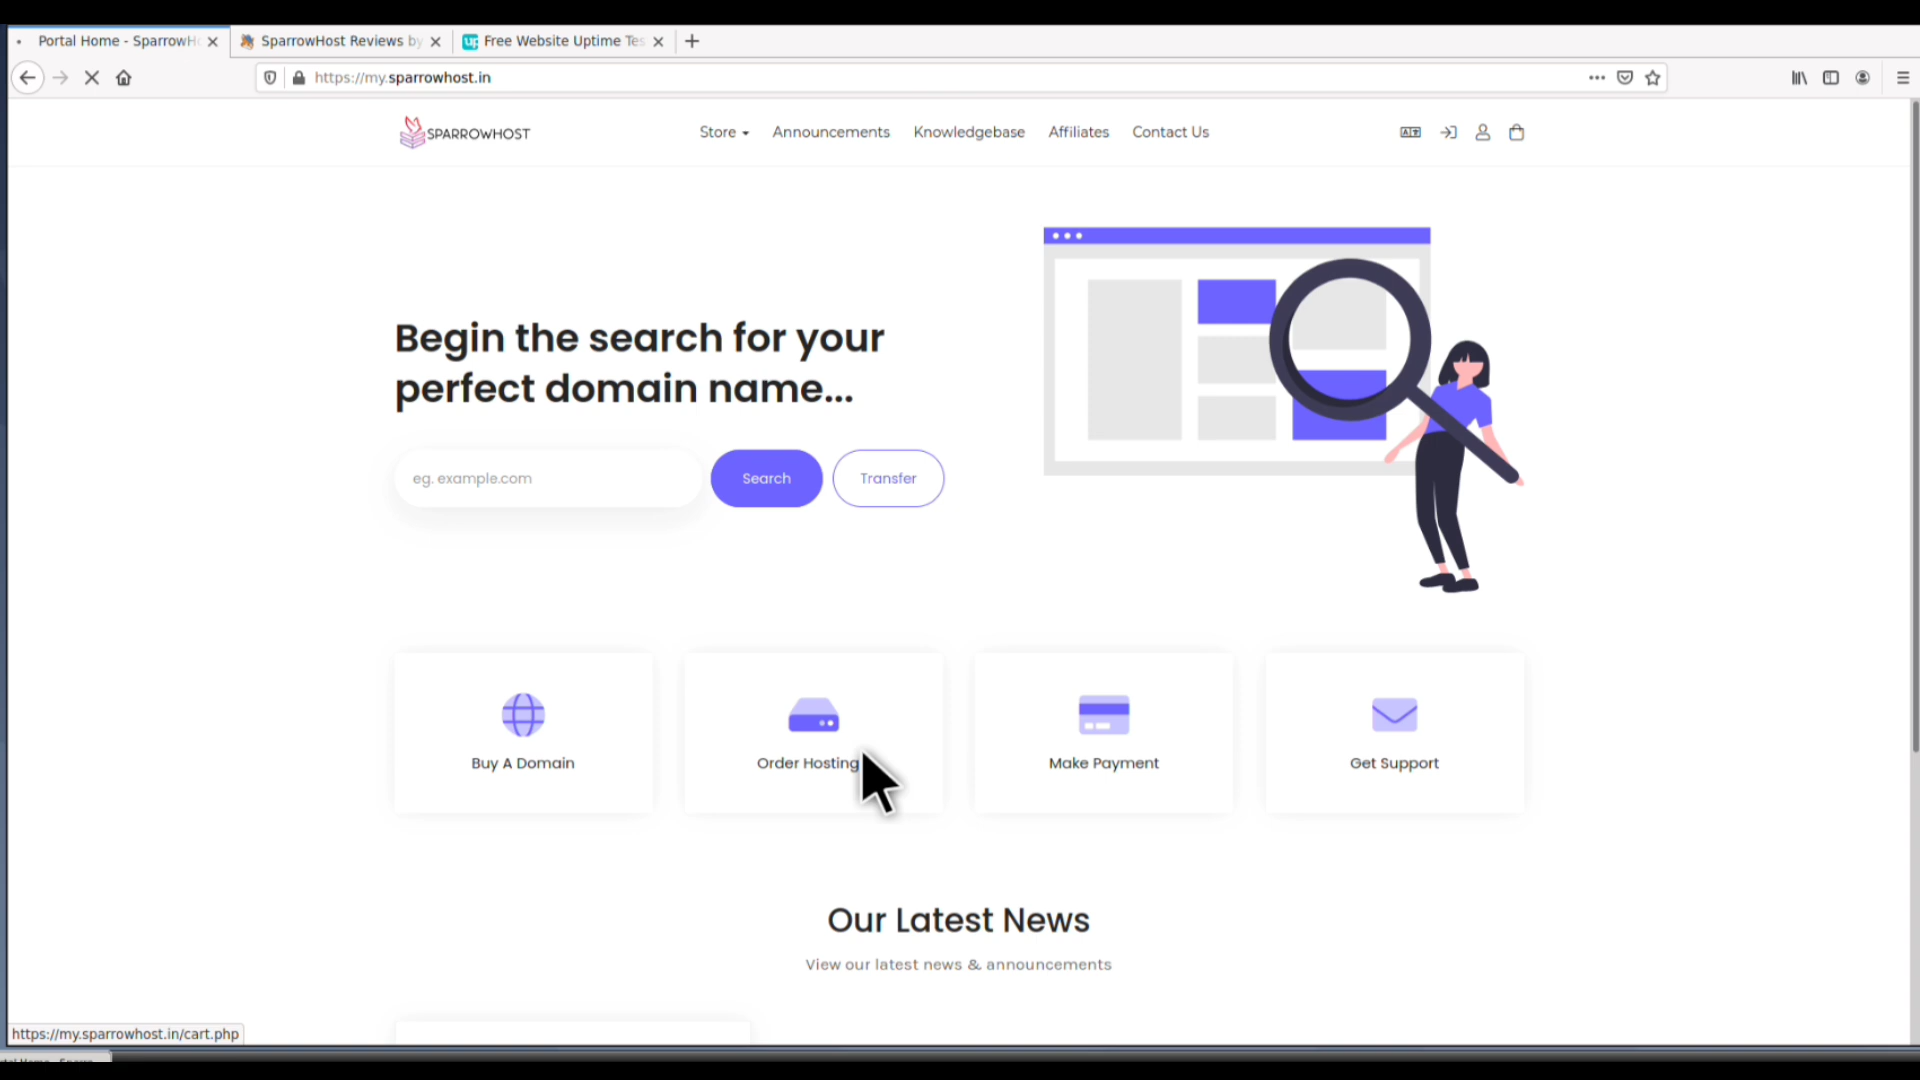 Portal Home - SparrowH
SparrowHost Reviews by
up Free Website Uptime Tes
https://my.sparrowhost.in
SPARROWHOST
Store
Announcements
Knowledgebase
Affiliates
Contact Us
Begin the search for your
perfect domain name...
eg. example.com
Search
Transfer
Buy A Domain
Order Hosting
Make Payment
Get Support
Our Latest News
View our latest news & announcements
https://my.sparrowhost.in/cart.php